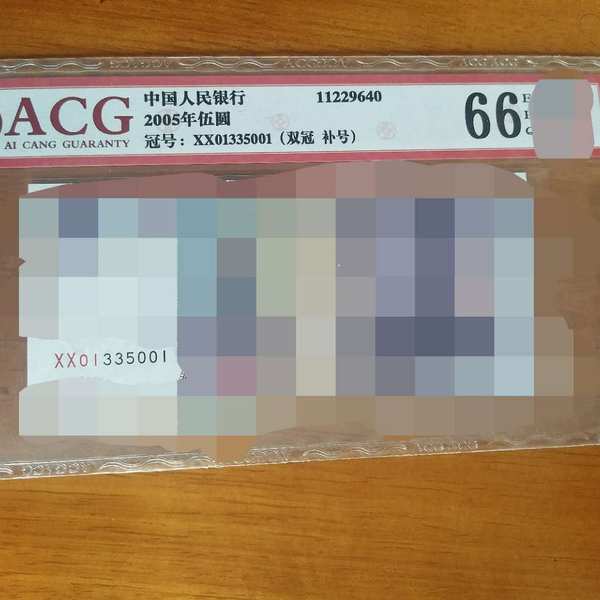 ACG
AI CANG GUARANTY
中国人民银行 11229640
2005年伍圆
冠号：XX01335001（双冠 补号）
66
XX01335001